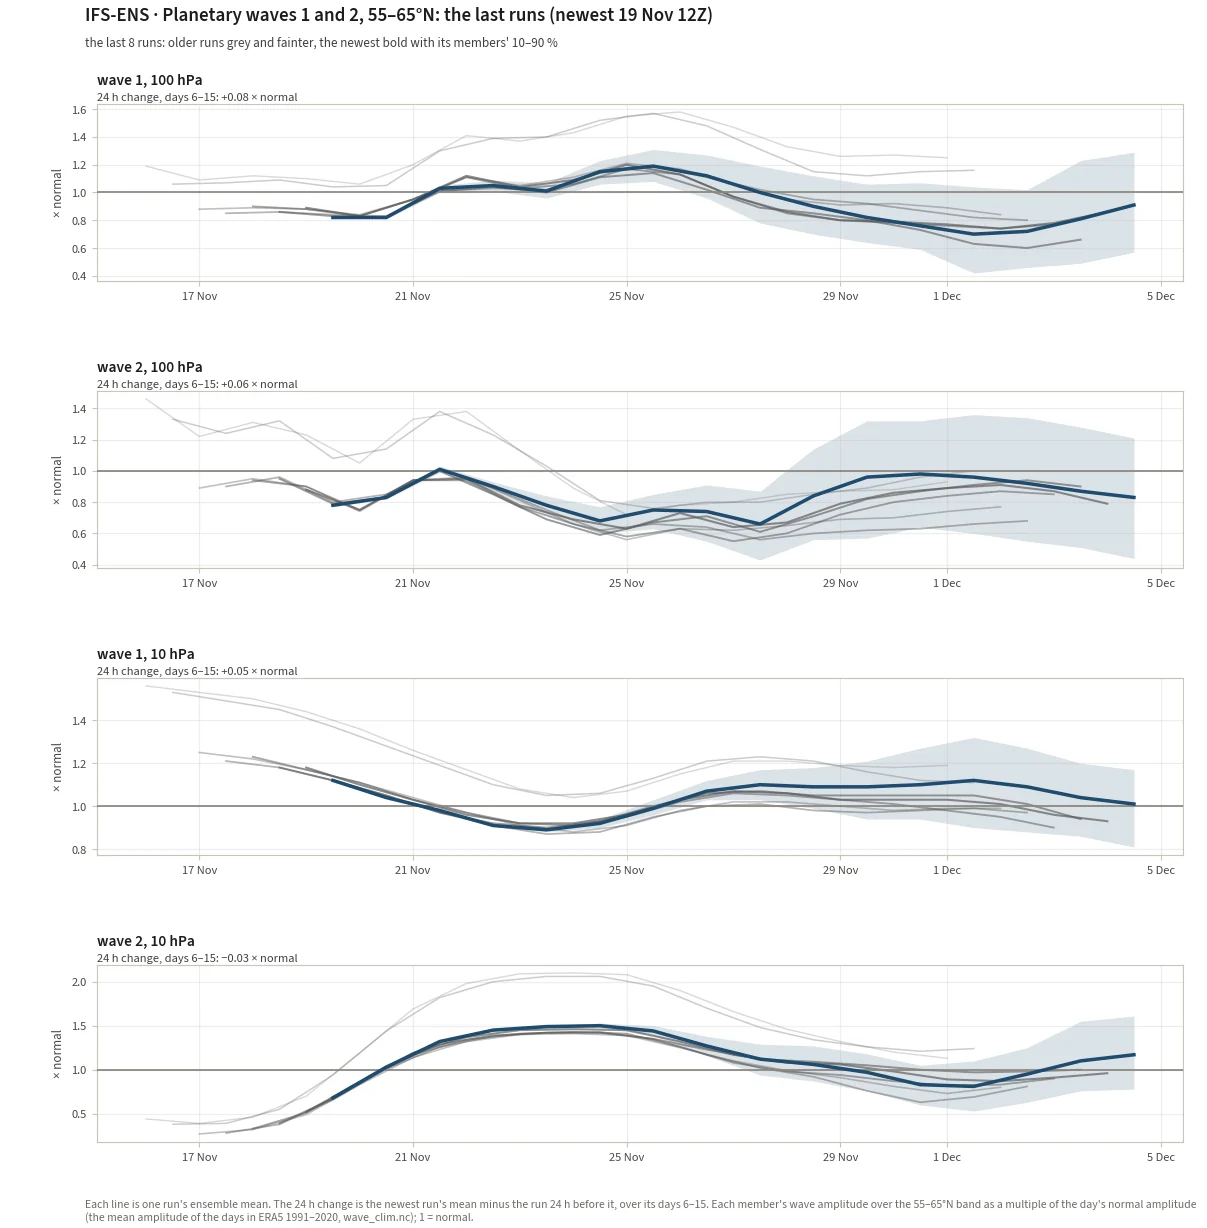 IFS-ENS · Planetary waves 1 and 2, 55–65°N: the last runs (newest 19 Nov 12Z)
the last 8 runs: older runs grey and fainter, the newest bold with its members' 10–90 %
wave 1, 100 hPa
24 h change, days 6–15: +0.08 × normal
1.6
1.4
1.2
1.0
0.8
0.6
0.4
× normal
17 Nov
21 Nov
25 Nov
29 Nov
1 Dec
5 Dec
wave 2, 100 hPa
24 h change, days 6–15: +0.06 × normal
1.4
1.2
1.0
0.8
0.6
0.4
× normal
17 Nov
21 Nov
25 Nov
29 Nov
1 Dec
5 Dec
wave 1, 10 hPa
24 h change, days 6–15: +0.05 × normal
1.4
1.2
1.0
0.8
× normal
17 Nov
21 Nov
25 Nov
29 Nov
1 Dec
5 Dec
wave 2, 10 hPa
24 h change, days 6–15: −0.03 × normal
2.0
1.5
1.0
0.5
× normal
17 Nov
21 Nov
25 Nov
29 Nov
1 Dec
5 Dec
Each line is one run's ensemble mean. The 24 h change is the newest run's mean minus the run 24 h before it, over its days 6–15. Each member's wave amplitude over the 55–65°N band as a multiple of the day's normal amplitude
(the mean amplitude of the days in ERA5 1991–2020, wave_clim.nc); 1 = normal.